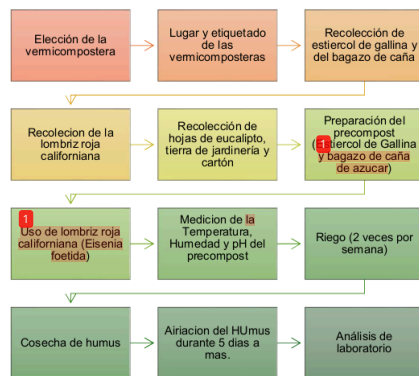 Elección de la
vermicompostera
Lugar y etiquetado de
las
vermicomposteras
Recolección de
estiercol de gallina y
del bagazo de caña
Recolecion de la
lombriz roja
californiana
Recolección de
hojas de eucalipto,
tierra de jardinería y
cartón
Preparación del
precompost
(Estiercol de Gallina
1
y bagazo de caña
de azucar)
1
Uso de lombriz roja
californiana (Eisenia
foetida)
Medicion de la
Temperatura,
Humedad y pH del
precompost
Riego (2 veces por
semana)
Cosecha de humus.
Airiacion del HUmus
durante 5 dias a
mas.
Análisis de
laboratorio